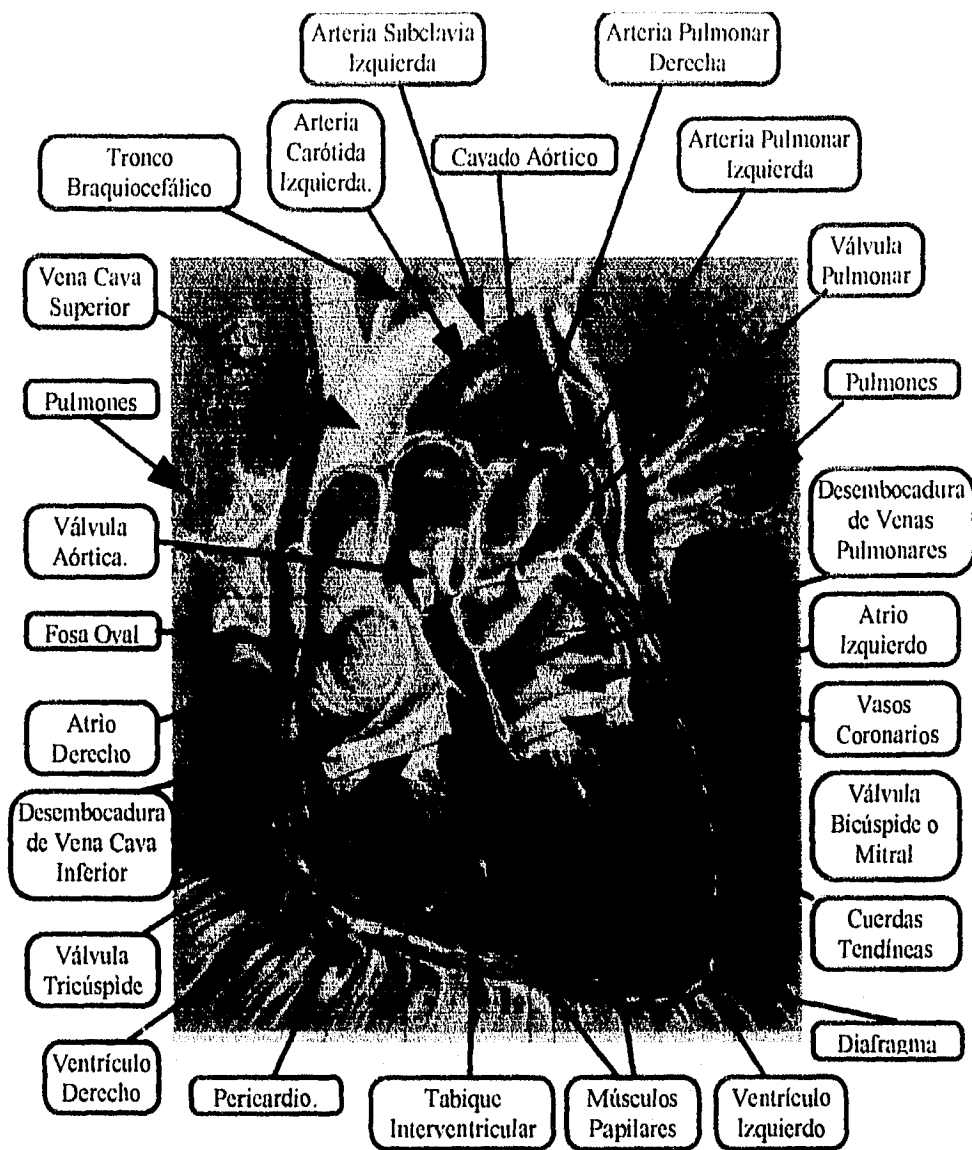 Arteria Subclavia
Izquierda
Arteria Pulmonar
Derecha
Arteria
Carótida
Izquierda.
Cavado Aórtico
Arteria Pulmonar
Izquierda
Tronco
Braquiocefálico
Válvula
Pulmonar
Vena Cava
Superior
Pulmones
Pulmones
Desembocadura
de Venas
Pulmonares
Válvula
Aórtica.
Fosa Oval
Atrio
Izquierdo
Atrio
Derecho
Vasos
Coronarios
Desembocadura
de Vena Cava
Inferior
Válvula
Bicúspide o
Mitral
Válvula
Tricúspide
Cuerdas
Tendíneas
Diafragma
Ventrículo
Derecho
Pericardio.
Tabique
Interventricular
Músculos
Papilares
Ventrículo
Izquierdo